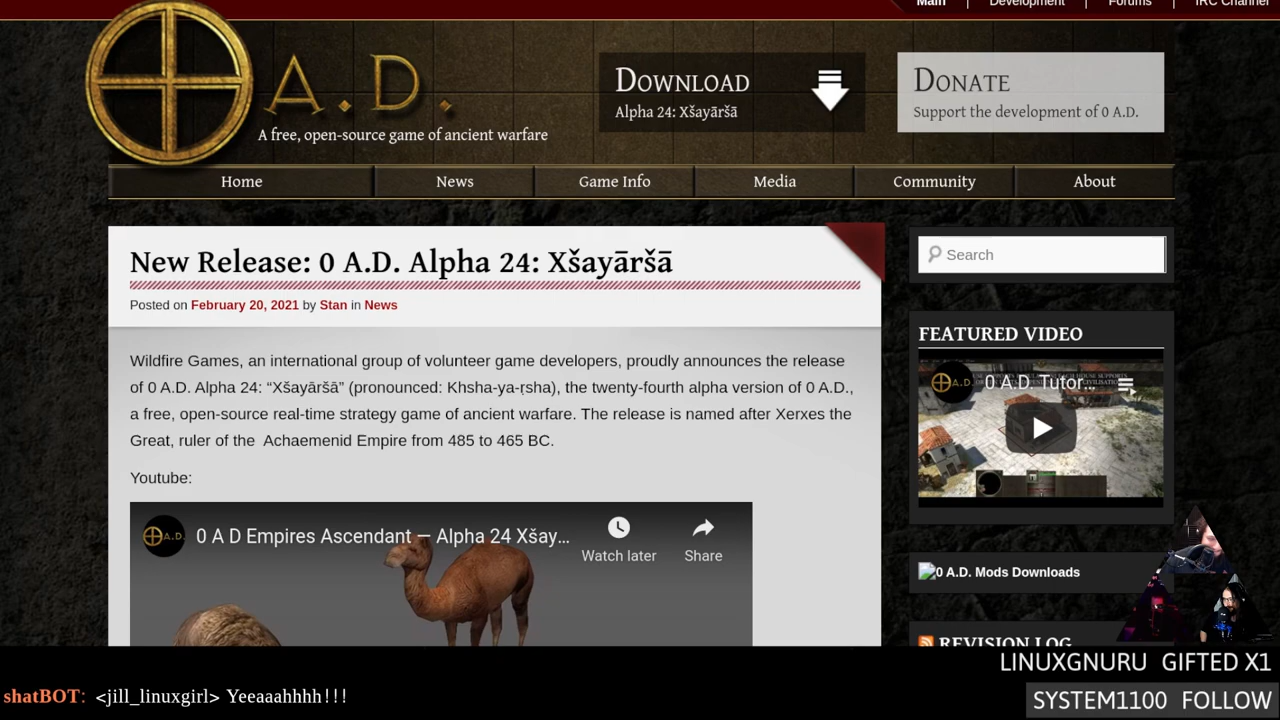 Main | Development | Forums | IRC Channel
A.D.
A free, open-source game of ancient warfare
Download
Alpha 24: Xšayāršā
Donate
Support the development of 0 A.D.
Home News Game Info Media Community About
New Release: 0 A.D. Alpha 24: Xšayāršā
Posted on February 20, 2021 by Stan in News
Wildfire Games, an international group of volunteer game developers, proudly announces the release
of 0 A.D. Alpha 24: “Xšayāršā” (pronounced: Khsha-ya-rsha), the twenty-fourth alpha version of 0 A.D.,
a free, open-source real-time strategy game of ancient warfare. The release is named after Xerxes the
Great, ruler of the Achaemenid Empire from 485 to 465 BC.
Youtube:
0 A D Empires Ascendant — Alpha 24 Xšay...
Watch later
Share
Search
FEATURED VIDEO
0 A.D. Tutor...
0 A.D. Mods Downloads
REVISION LOG
LINUXGNURU GIFTED X1
shatBOT: <jill_linuxgirl> Yeeaaahhhh!!!
SYSTEM1100 FOLLOW